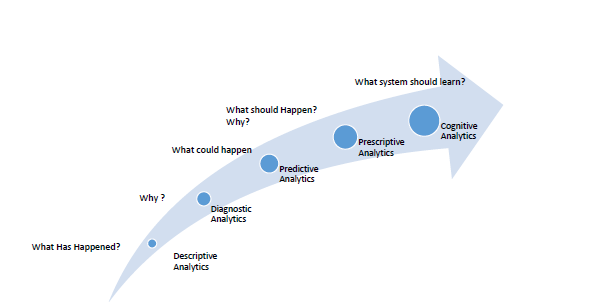 What system should learn?
What should Happen?
Why?
Cognitive
Analytics
Prescriptive
Analytics
What could happen
Predictive
Analytics
Why ?
Diagnostic
Analytics
What Has Happened?
Descriptive
Analytics